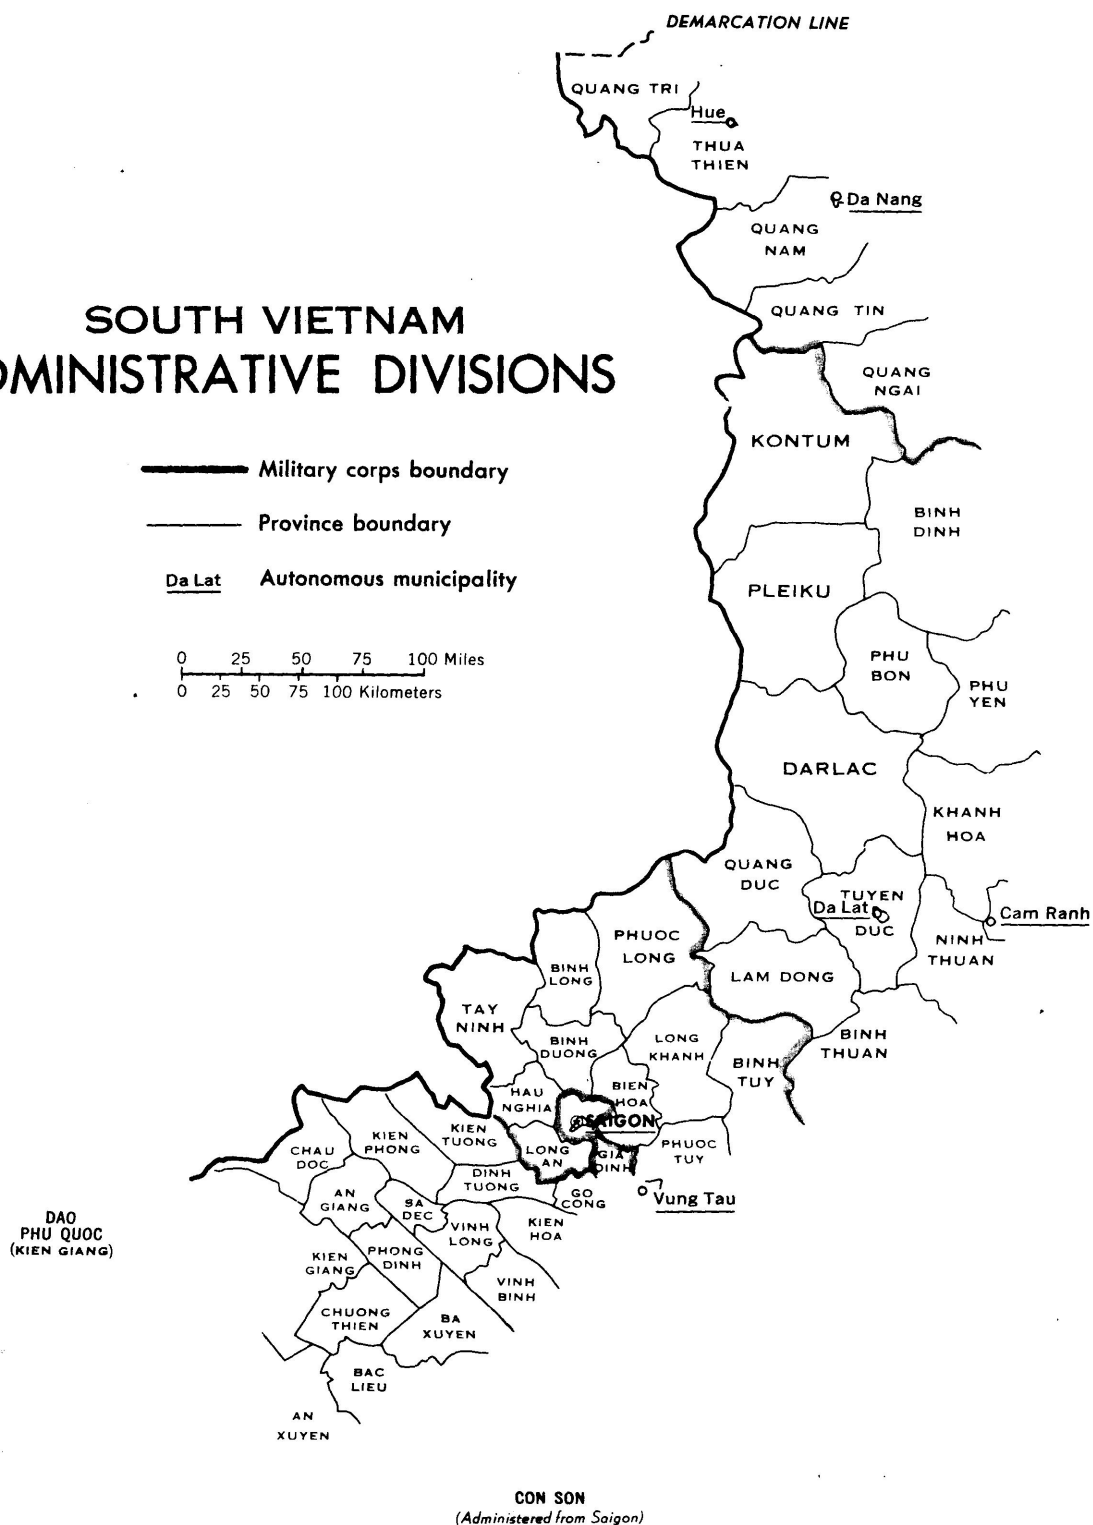 DEMARCATION LINE
QUANG TRI
Hue
THUA
THIEN
Da Nang
QUANG
NAM
QUANG TIN
SOUTH VIETNAM
DMINISTRATIVE DIVISIONS
QUANG
NGAI
KONTUM
Military corps boundary
Province boundary
Da Lat Autonomous municipality
BINH
DINH
PLEIKU
0 25 50 75 100 Miles
0 25 50 75 100 Kilometers
PHU
BON
PHU
YEN
DARLAC
KHANH
HOA
QUANG
DUC
TUYEN
DUC
Da Lat
Cam Ranh
NINH
THUAN
PHUOC
LONG
LAM DONG
BINH
LONG
TAY
NINH
BINH
DUONG
LONG
KHANH
BINH
THUAN
BINH
TUY
HAU
NGHIA
BIEN
HOA
SAIGON
KIEN
TUONG
KIEN
PHONG
CHAU
DOC
LONG
AN
GIA
DINH
PHUOC
TUY
DINH
TUONG
Vung Tau
AN
GIANG
SA
DEC
GO
CONG
VINH
LONG
KIEN
HOA
DAO
PHU QUOC
(KIEN GIANG)
KIEN
GIANG
PHONG
DINH
VINH
BINH
CHUONG
THIEN
BA
XUYEN
BAC
LIEU
AN
XUYEN
CON SON
(Administered from Saigon)